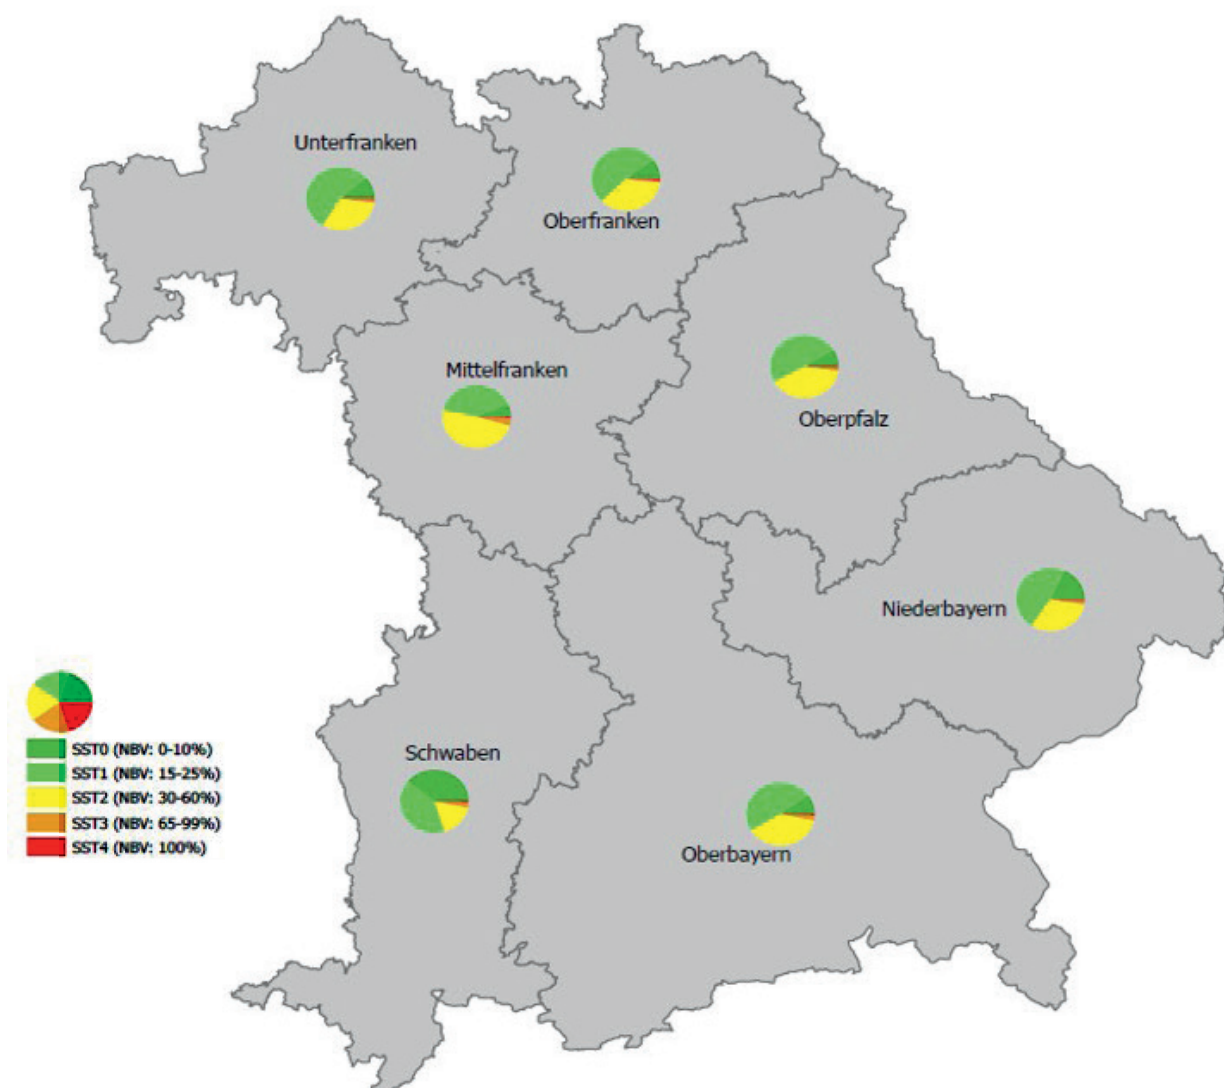 Unterfranken
Oberfranken
Mittelfranken
Oberpfalz
Niederbayern
Schwaben
Oberbayern
SST0 (NBV: 0-10%)
SST1 (NBV: 15-25%)
SST2 (NBV: 30-60%)
SST3 (NBV: 65-99%)
SST4 (NBV: 100%)